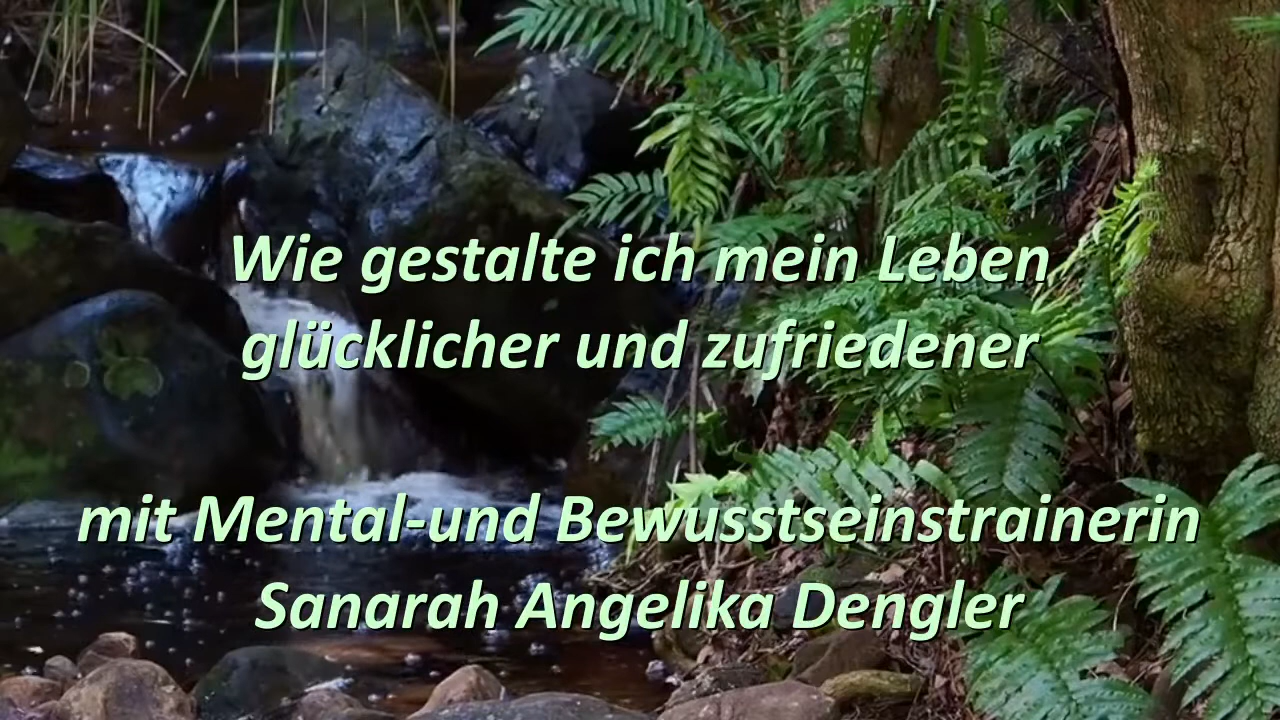 Wie gestalte ich mein Leben
glücklicher und zufriedener
mit Mental-und Bewusstseinstrainerin
Sanarah Angelika Dengler